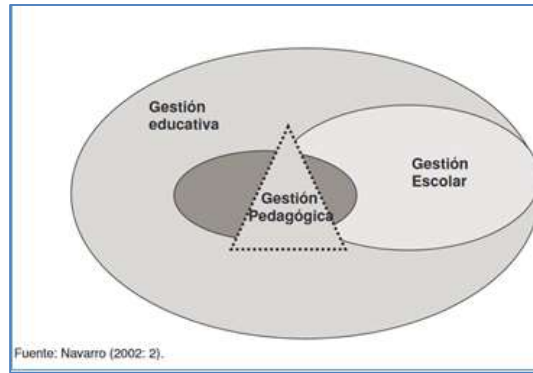 Gestión
educativa
Gestión
Escolar
Gestión
Pedagógica
Fuente: Navarro (2002: 2).